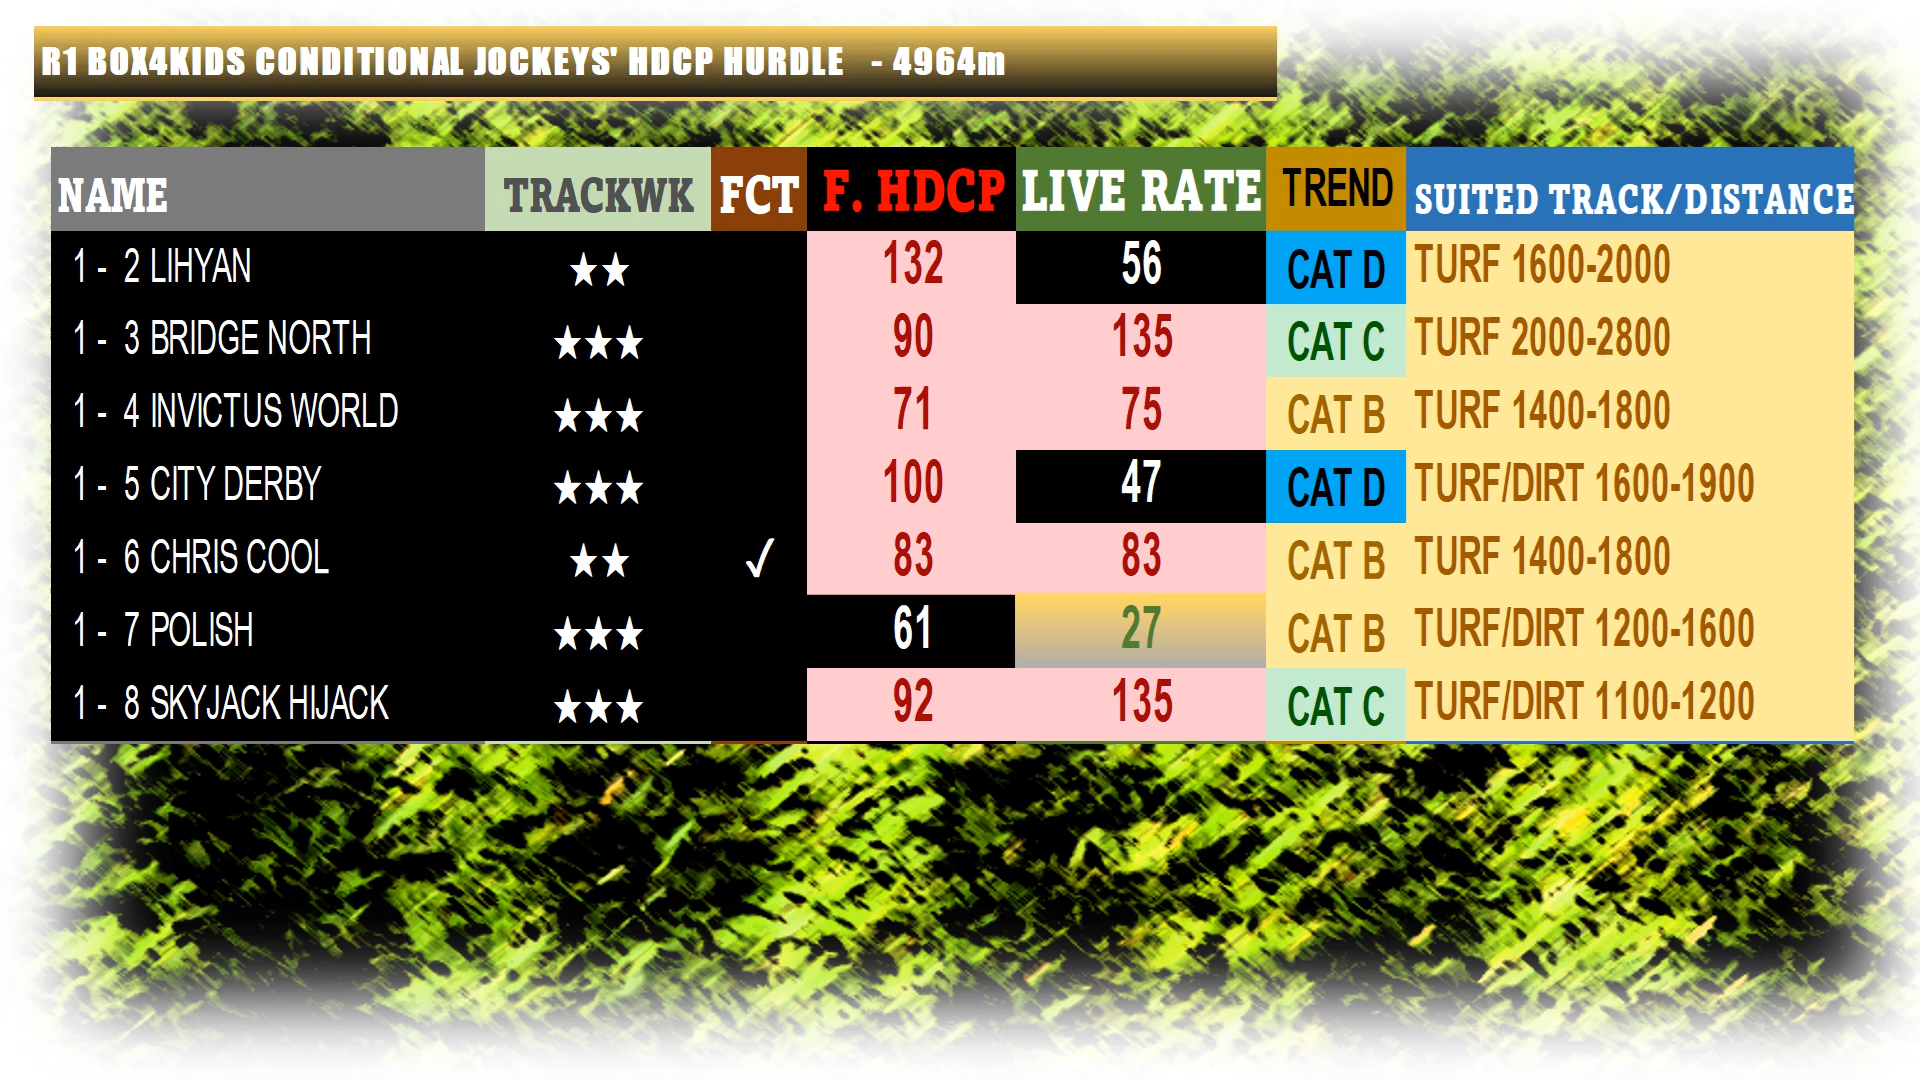 R1 BOX4KIDS CONDITIONAL JOCKEYS' HDCP HURDLE - 4964m
NAME TRACKWK FCT F. HDCP LIVE RATE TREND SUITED TRACK/DISTANCE
1 - 2 LIHYAN ★★ 132 56 CAT D TURF 1600-2000
1 - 3 BRIDGE NORTH ★★★ 90 135 CAT C TURF 2000-2800
1 - 4 INVICTUS WORLD ★★★ 71 75 CAT B TURF 1400-1800
1 - 5 CITY DERBY ★★★ 100 47 CAT D TURF/DIRT 1600-1900
1 - 6 CHRIS COOL ★★ ✓ 83 83 CAT B TURF 1400-1800
1 - 7 POLISH ★★★ 61 27 CAT B TURF/DIRT 1200-1600
1 - 8 SKYJACK HIJACK ★★★ 92 135 CAT C TURF/DIRT 1100-1200